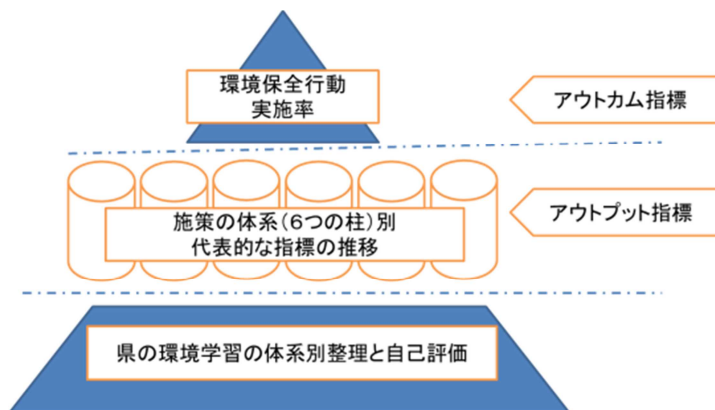 環境保全行動
実施率
アウトカム指標
施策の体系(6つの柱)別
代表的な指標の推移
アウトプット指標
県の環境学習の体系別整理と自己評価